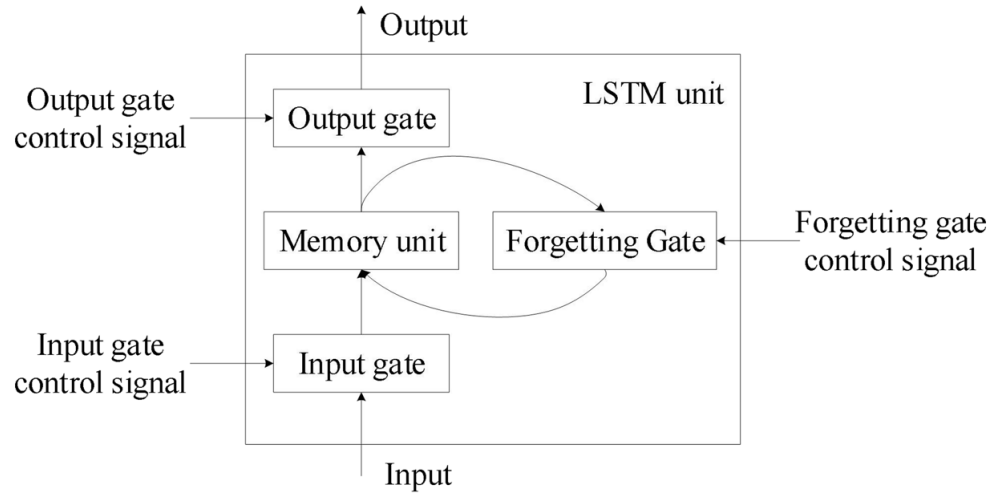 Output
LSTM unit
Output gate
control signal
Output gate
Memory unit
Forgetting Gate
Forgetting gate
control signal
Input gate
control signal
Input gate
Input